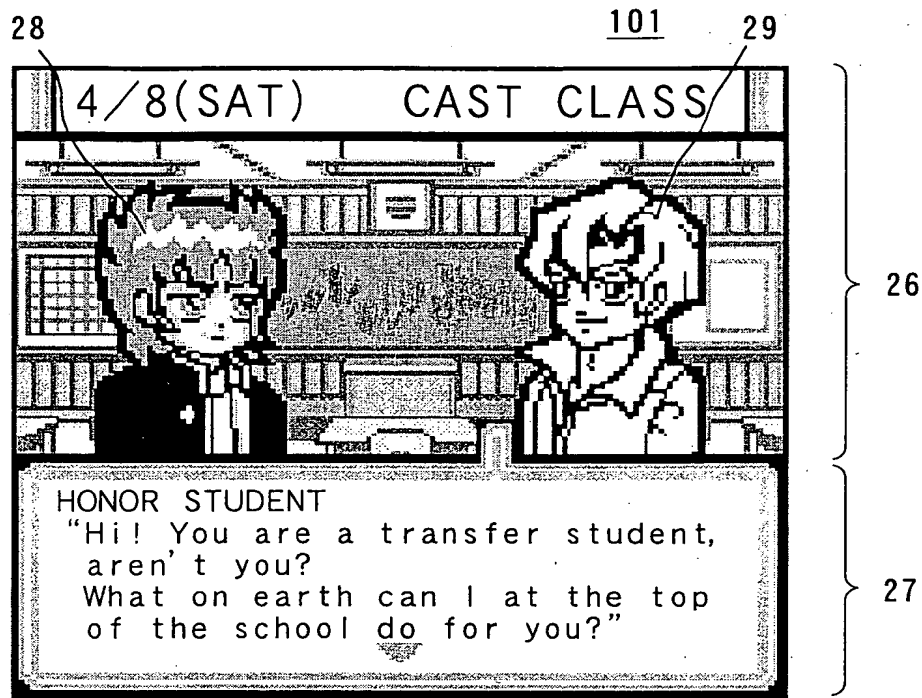 28 101 29
4/8(SAT) CAST CLASS
26
HONOR STUDENT
“Hi! You are a transfer student,
aren't you?
What on earth can I at the top
of the school do for you?”
27